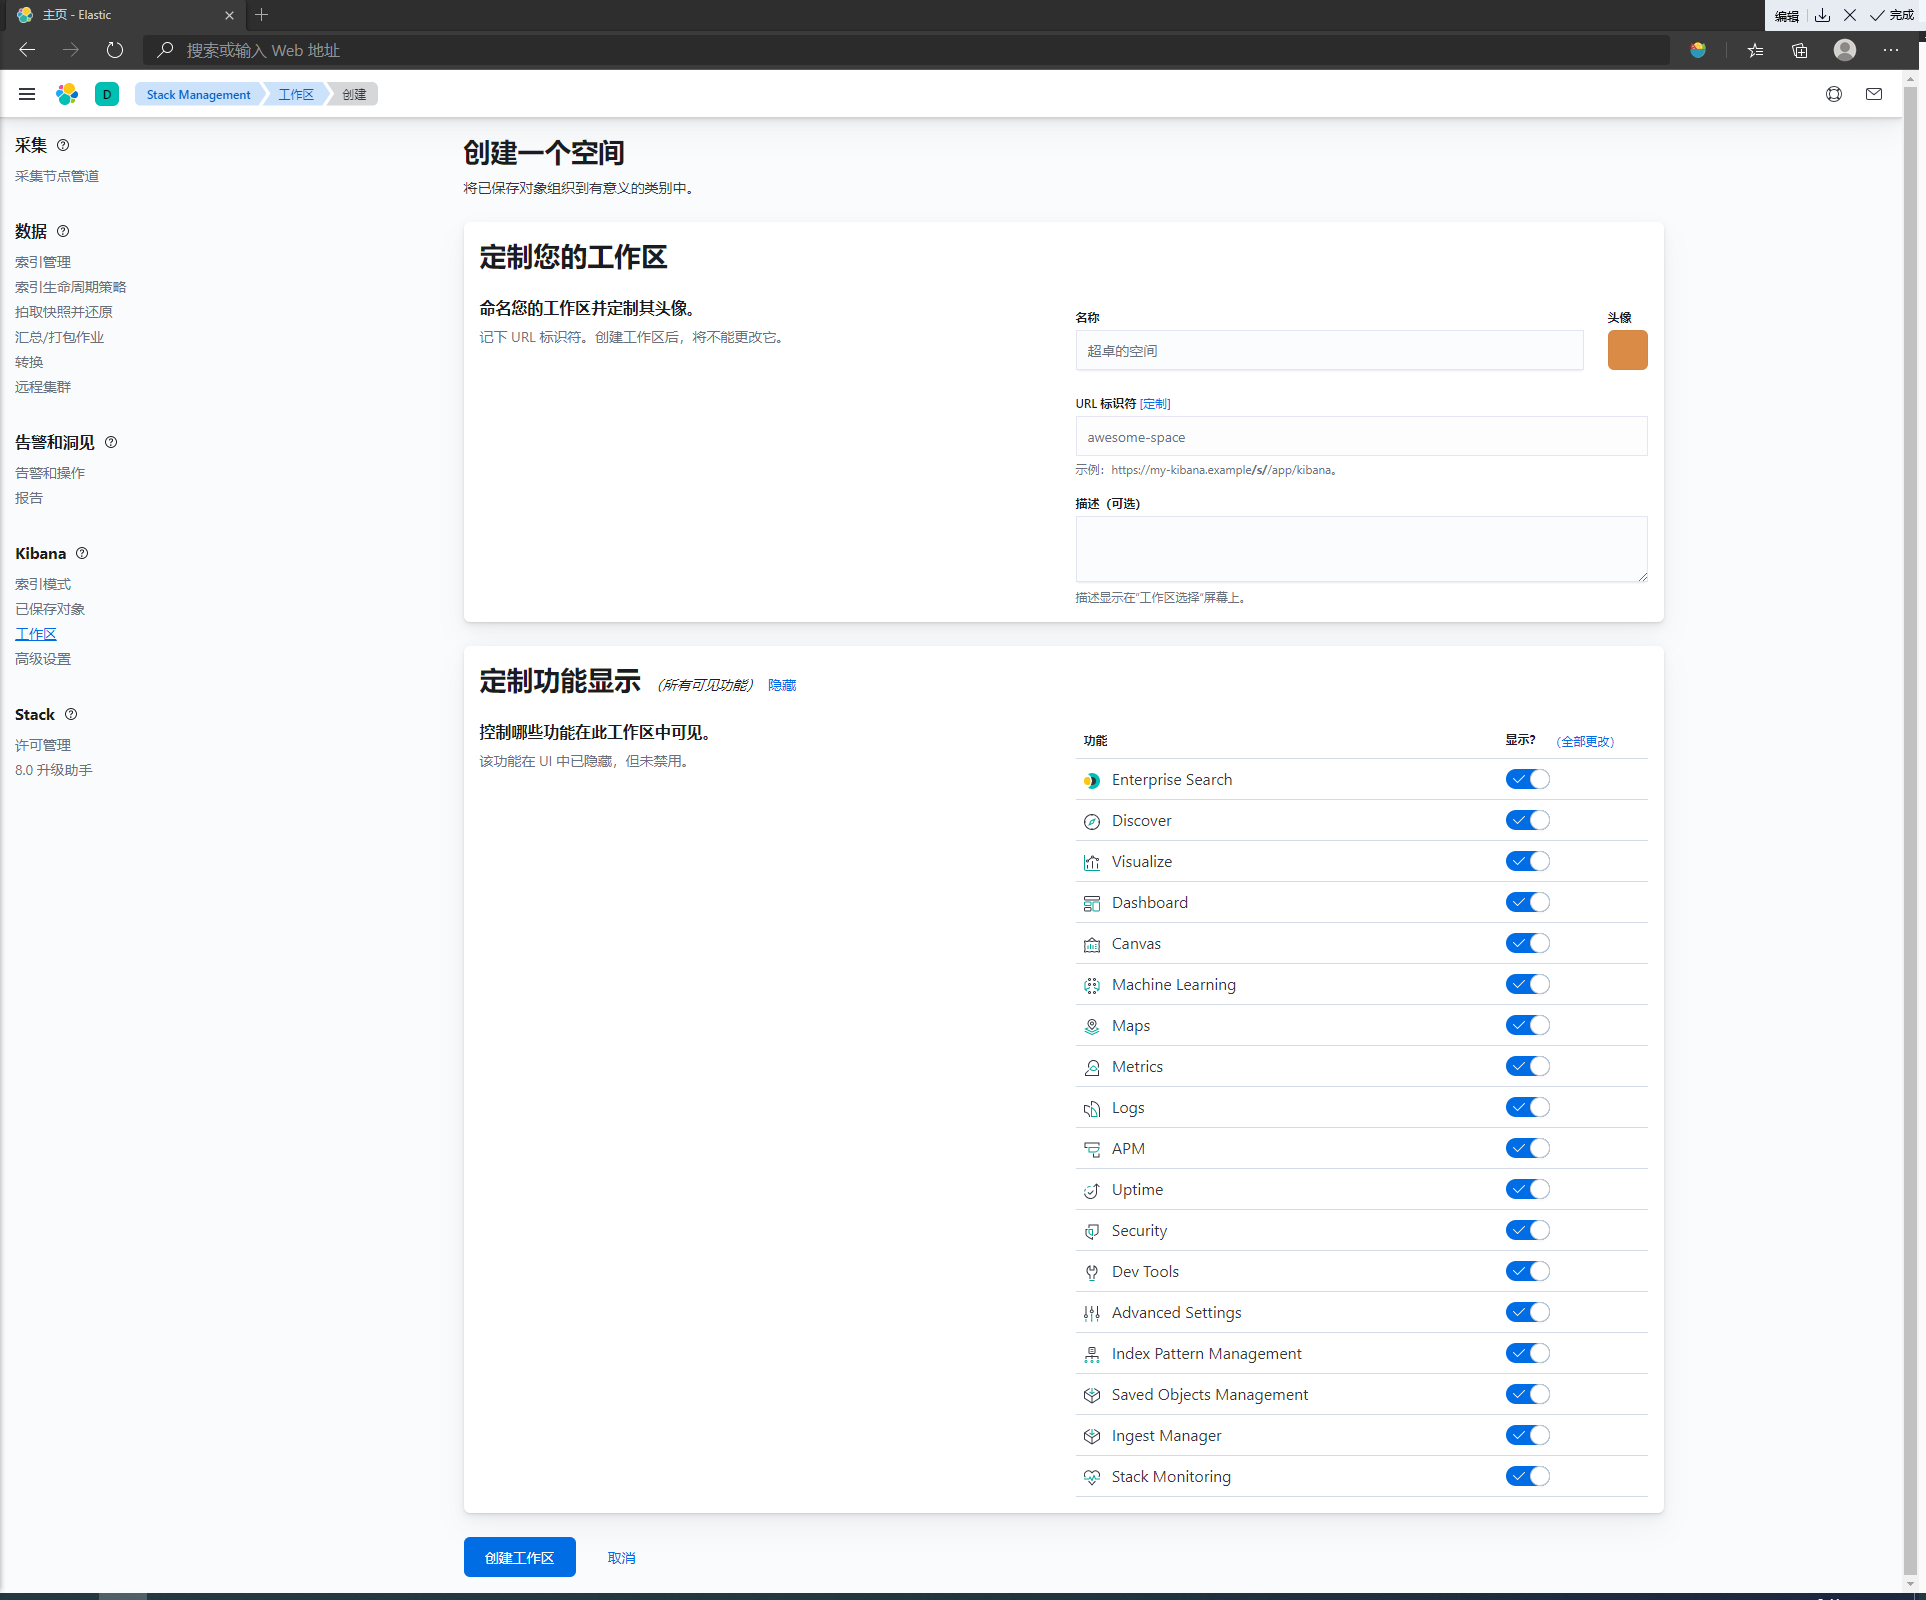 主页 - Elastic
编辑
完成
搜索或输入 Web 地址
D
Stack Management
工作区
创建
采集
采集节点管道
数据
索引管理
索引生命周期策略
拍取快照并还原
汇总/打包作业
转换
远程集群
告警和洞见
告警和操作
报告
Kibana
索引模式
已保存对象
工作区
高级设置
Stack
许可管理
8.0 升级助手
创建一个空间
将已保存对象组织到有意义的类别中。
定制您的工作区
命名您的工作区并定制其头像。
记下 URL 标识符。创建工作区后，将不能更改它。
名称
头像
超卓的空间
URL 标识符 [定制]
awesome-space
示例：https://my-kibana.example/s//app/kibana。
描述（可选）
描述显示在“工作区选择”屏幕上。
定制功能显示 （所有可见功能） 隐藏
控制哪些功能在此工作区中可见。
该功能在 UI 中已隐藏，但未禁用。
功能
显示？ （全部更改）
Enterprise Search
Discover
Visualize
Dashboard
Canvas
Machine Learning
Maps
Metrics
Logs
APM
Uptime
Security
Dev Tools
Advanced Settings
Index Pattern Management
Saved Objects Management
Ingest Manager
Stack Monitoring
创建工作区
取消